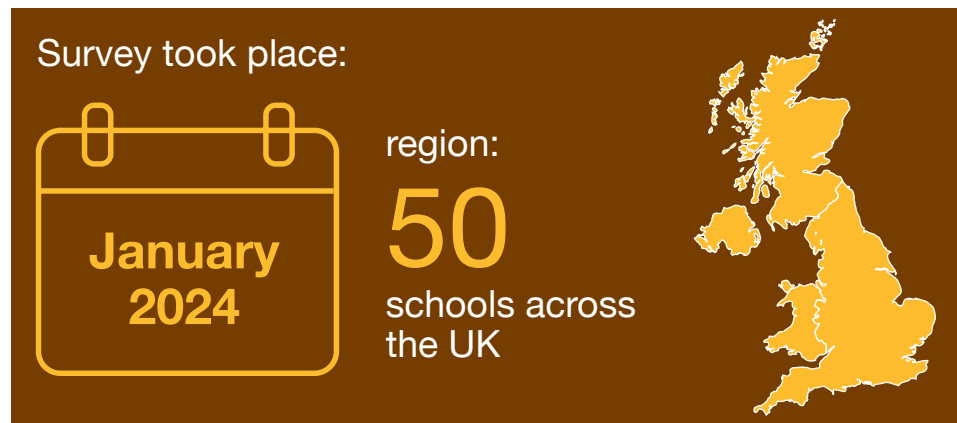 Survey took place:
January
2024
region:
50
schools across
the UK